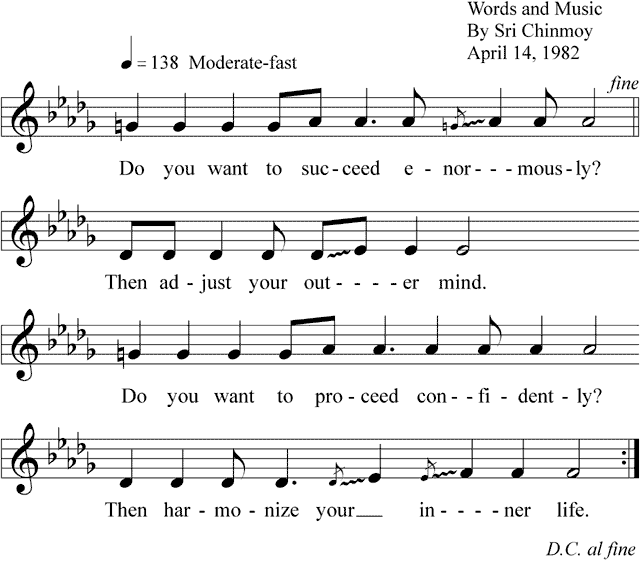 Words and Music
By Sri Chinmoy
April 14, 1982
= 138 Moderate-fast
fine
Do you want to suc-ceed e-nor---mous-ly?
Then ad-just your out----er mind.
Do you want to pro-ceed con--fi-dent-ly?
Then har-mo-nize your__ in----ner life.
D.C. al fine